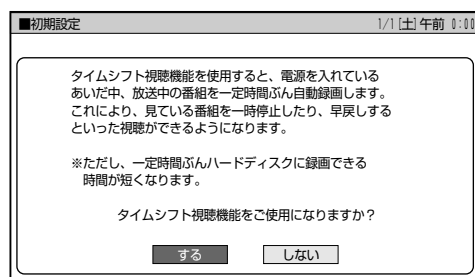 ■初期設定 1/1[土]午前 0:00
タイムシフト視聴機能を使用すると、電源を入れている
あいだ中、放送中の番組を一定時間ぶん自動録画します。
これにより、見ている番組を一時停止したり、早戻しする
といった視聴ができるようになります。
※ただし、一定時間ぶんハードディスクに録画できる
時間が短くなります。
タイムシフト視聴機能をご使用になりますか？
する しない